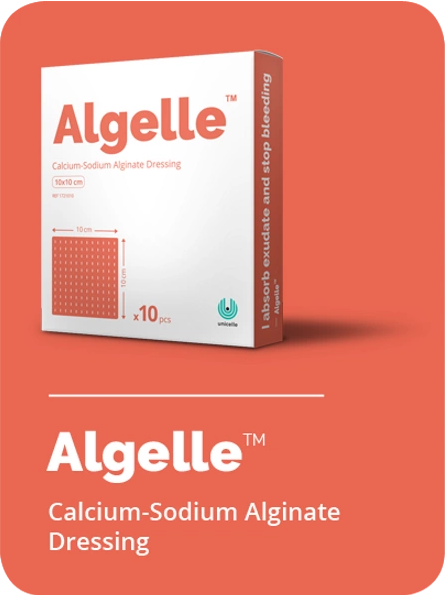 Algelle™
Calcium-Sodium Alginate Dressing
10x10 cm
10 cm
10 cm
x10 pcs
unicelle
I absorb exudate and stop bleeding
— Algelle™
Algelle™
Calcium-Sodium Alginate
Dressing